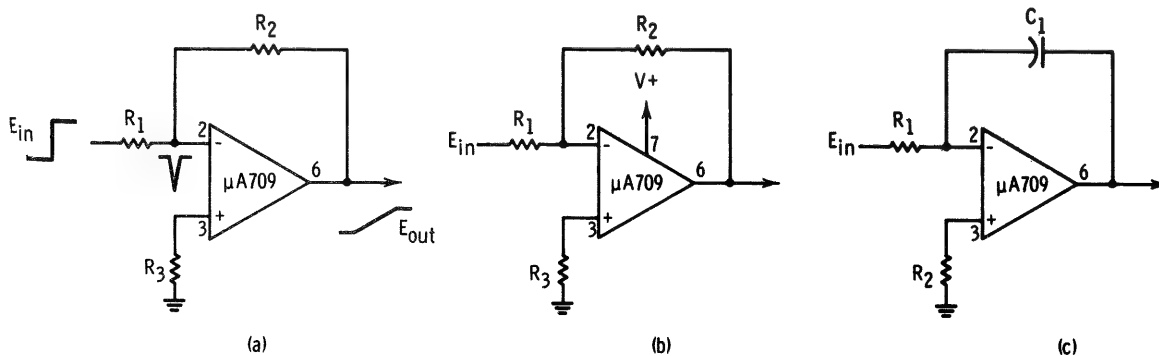 R2
Ein
R1
2
-
μA709
6
+
3
R3
Eout
(a)
R2
V+
Ein
R1
2
-
7
μA709
6
+
3
R3
(b)
C1
Ein
R1
2
-
μA709
6
+
3
R2
(c)